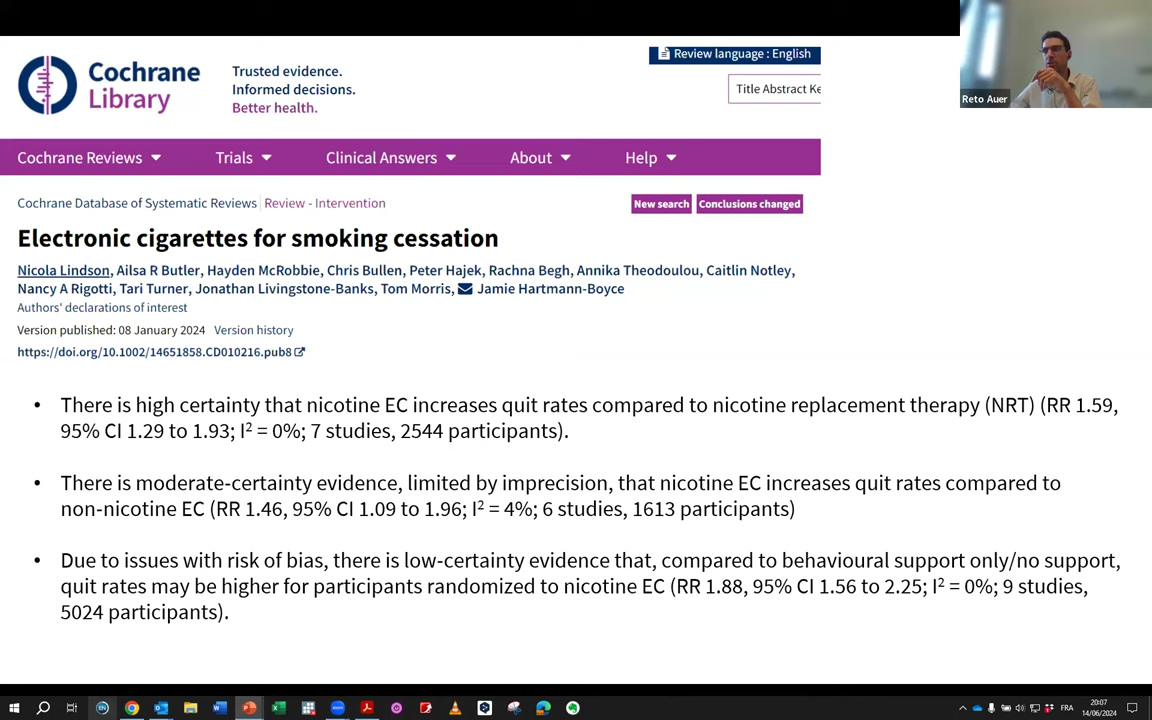 Review language : English
Cochrane
Library
Trusted evidence.
Informed decisions.
Better health.
Title Abstract Ke
Reto Auer
Cochrane Reviews
Trials
Clinical Answers
About
Help
Cochrane Database of Systematic Reviews
Review - Intervention
New search
Conclusions changed
Electronic cigarettes for smoking cessation
Nicola Lindson, Ailsa R Butler, Hayden McRobbie, Chris Bullen, Peter Hajek, Rachna Begh, Annika Theodoulou, Caitlin Notley,
Nancy A Rigotti, Tari Turner, Jonathan Livingstone-Banks, Tom Morris, Jamie Hartmann-Boyce
Authors' declarations of interest
Version published: 08 January 2024 Version history
https://doi.org/10.1002/14651858.CD010216.pub8
• There is high certainty that nicotine EC increases quit rates compared to nicotine replacement therapy (NRT) (RR 1.59,
95% CI 1.29 to 1.93; I² = 0%; 7 studies, 2544 participants).
• There is moderate-certainty evidence, limited by imprecision, that nicotine EC increases quit rates compared to
non-nicotine EC (RR 1.46, 95% CI 1.09 to 1.96; I² = 4%; 6 studies, 1613 participants)
• Due to issues with risk of bias, there is low-certainty evidence that, compared to behavioural support only/no support,
quit rates may be higher for participants randomized to nicotine EC (RR 1.88, 95% CI 1.56 to 2.25; I² = 0%; 9 studies,
5024 participants).
FRA
20:07
14/06/2024